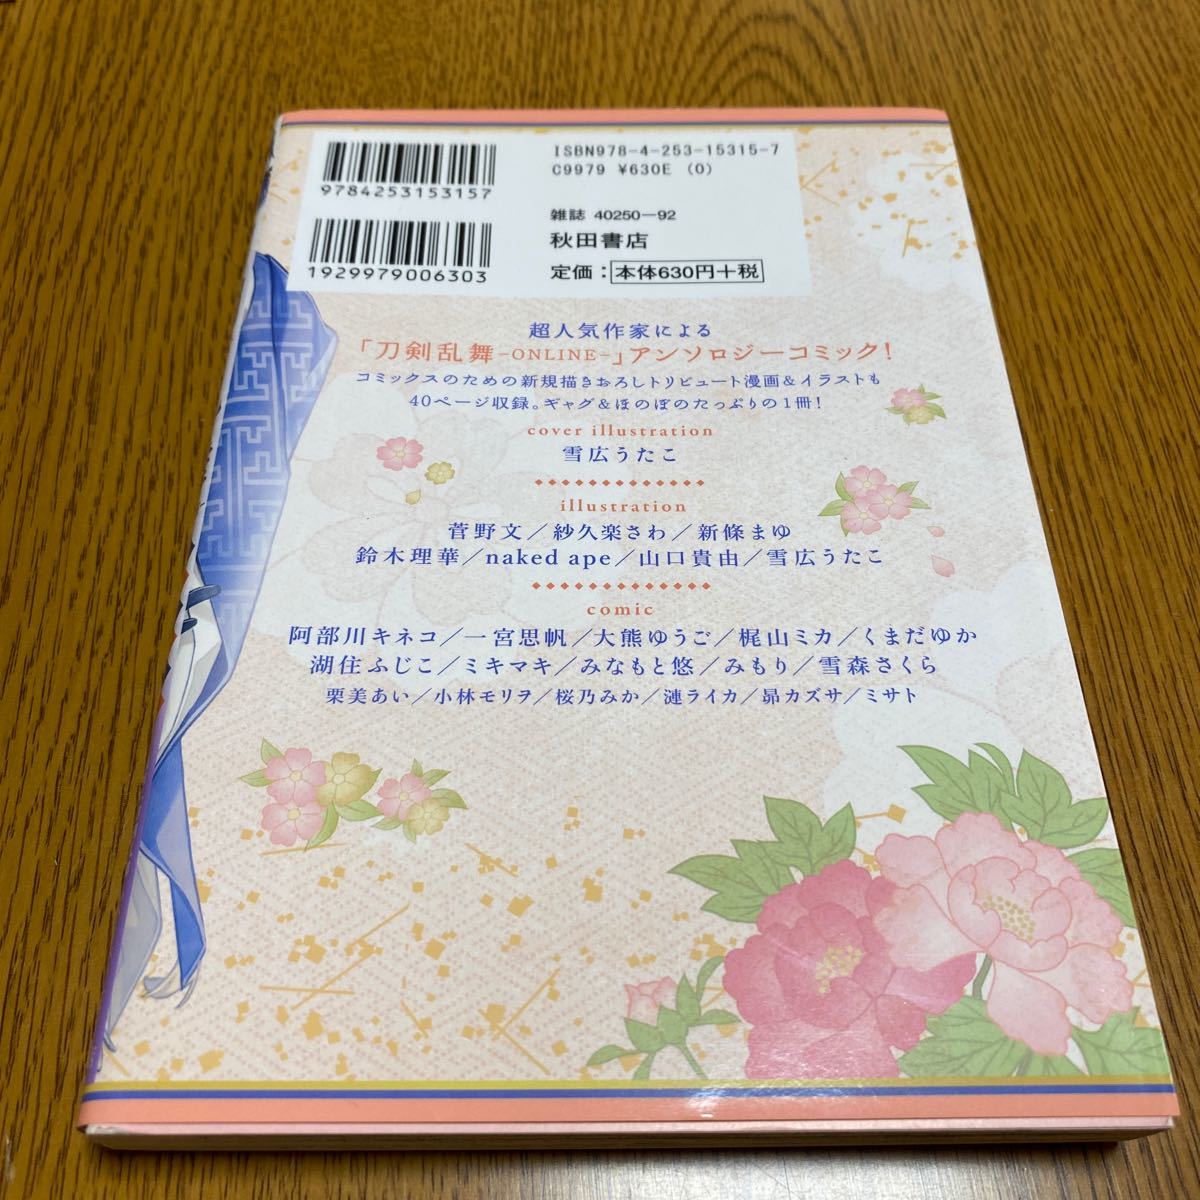 9784253153157
ISBN978-4-253-15315-7
C9979 ¥630E (0)
1929979006303
雑誌 40250-92
秋田書店
定価：本体630円+税
超人気作家による
「刀剣乱舞-ONLINE-」アンソロジーコミック!
コミックスのための新規描きおろしトリビュート漫画&イラストも
40ページ収録。ギャグ&ほのぼのたっぷりの1冊!
cover illustration
雪広うたこ
illustration
菅野文／紗久楽さわ／新條まゆ
鈴木理華／naked ape／山口貴由／雪広うたこ
comic
阿部川キネコ／一宮思帆／大熊ゆうご／梶山ミカ／くまだゆか
湖住ふじこ／ミキマキ／みなもと悠／みもり／雪森さくら
栗美あい／小林モリヲ／桜乃みか／漣ライカ／昴カズサ／ミサト